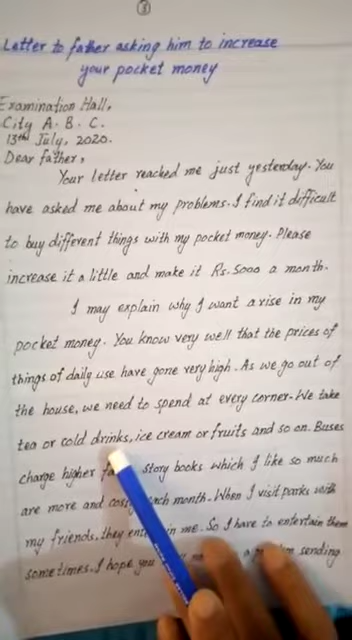 3
Letter to father asking him to increase
your pocket money
Examination Hall,
City A.B.C.
13th July, 2020.
Dear father,
Your letter reached me just yesterday. You
have asked me about my problems. I find it difficult
to buy different things with my pocket money. Please
increase it a little and make it Rs. 5000 a month.
I may explain why I want a rise in my
pocket money. You know very well that the prices of
things of daily use have gone very high. As we go out of
the house, we need to spend at every corner. We take
tea or cold drinks, ice cream or fruits and so on. Buses
charge higher story books which I like so much
are more and each month. When I visit parks with
my friends, they me. So I have to entertain them
sometimes. I hope you a sending